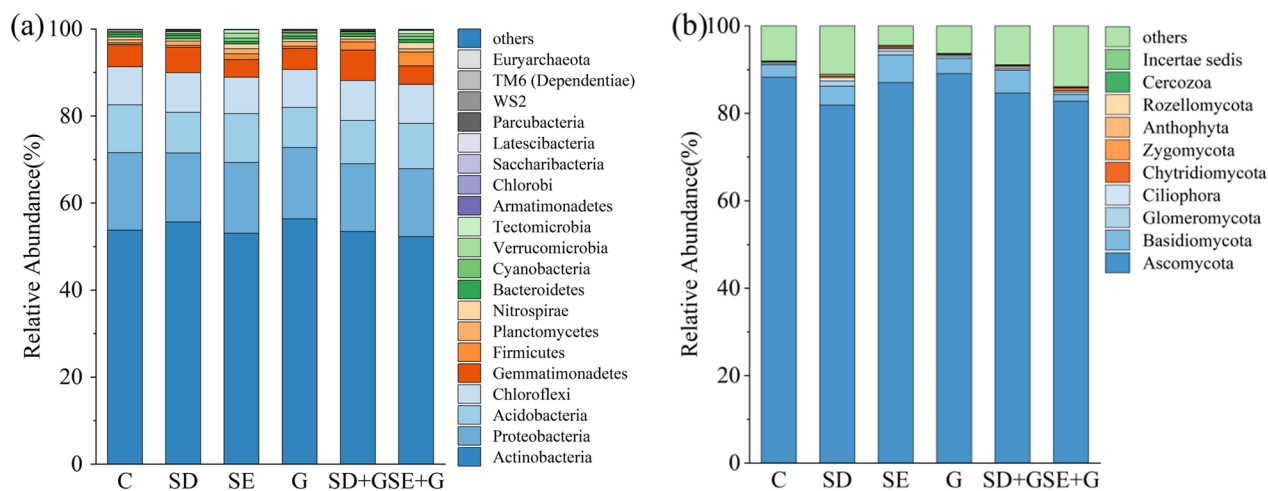 (a)
Relative Abundance(%)
100
80
60
40
20
0
C SD SE G SD+G SE+G
others
Euryarchaeota
TM6 (Dependentiae)
WS2
Parcubacteria
Latescibacteria
Saccharibacteria
Chlorobi
Armatimonadetes
Tectomicrobia
Verrucomicrobia
Cyanobacteria
Bacteroidetes
Nitrospirae
Planctomycetes
Firmicutes
Gemmatimonadetes
Chloroflexi
Acidobacteria
Proteobacteria
Actinobacteria
(b)
Relative Abundance(%)
100
80
60
40
20
0
C SD SE G SD+G SE+G
others
Incertae sedis
Cercozoa
Rozellomycota
Anthophyta
Zygomycota
Chytridiomycota
Ciliophora
Glomeromycota
Basidiomycota
Ascomycota